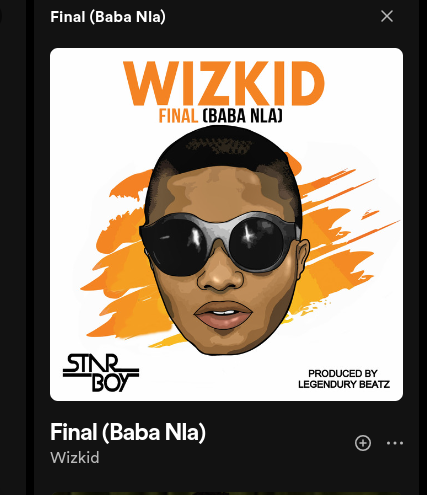 Final (Baba Nla)
WIZKID
FINAL (BABA NLA)
STAR
BOY
PRODUCED BY
LEGENDURY BEATZ
Final (Baba Nla)
Wizkid